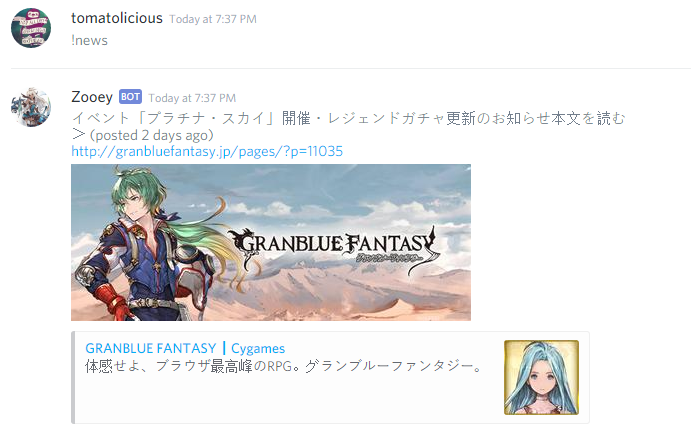 tomatolicious Today at 7:37 PM
!news
Zooey BOT Today at 7:37 PM
イベント「プラチナ・スカイ」開催・レジェンドガチャ更新のお知らせ本文を読む
＞ (posted 2 days ago)
http://granbluefantasy.jp/pages/?p=11035
GRANBLUE FANTASY
グランブルーファンタジー
GRANBLUE FANTASY | Cygames
体感せよ、ブラウザ最高峰のRPG。グランブルーファンタジー。